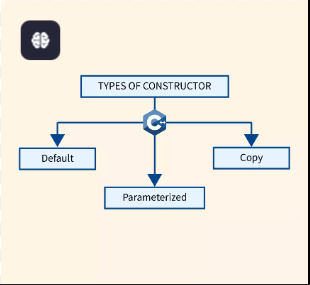 TYPES OF CONSTRUCTOR
C++
Default
Copy
Parameterized